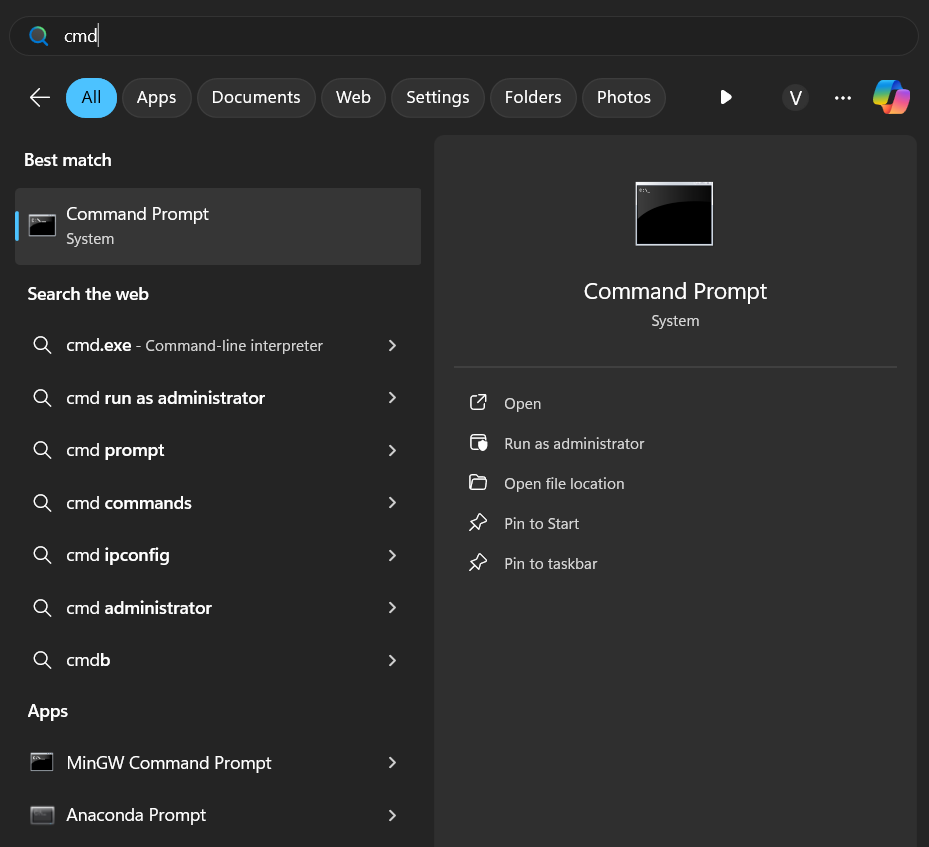 cmd
All Apps Documents Web Settings Folders Photos V
Best match
Command Prompt
System
Search the web
cmd.exe - Command-line interpreter
cmd run as administrator
cmd prompt
cmd commands
cmd ipconfig
cmd administrator
cmdb
Apps
MinGW Command Prompt
Anaconda Prompt
Command Prompt
System
Open
Run as administrator
Open file location
Pin to Start
Pin to taskbar